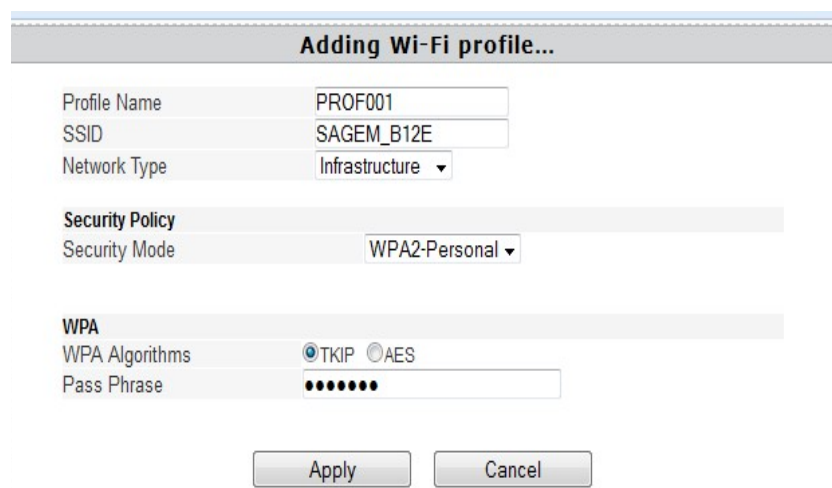 Adding Wi-Fi profile...
Profile Name PROF001
SSID SAGEM_B12E
Network Type Infrastructure
Security Policy
Security Mode WPA2-Personal
WPA
WPA Algorithms TKIP AES
Pass Phrase •••••••
Apply Cancel